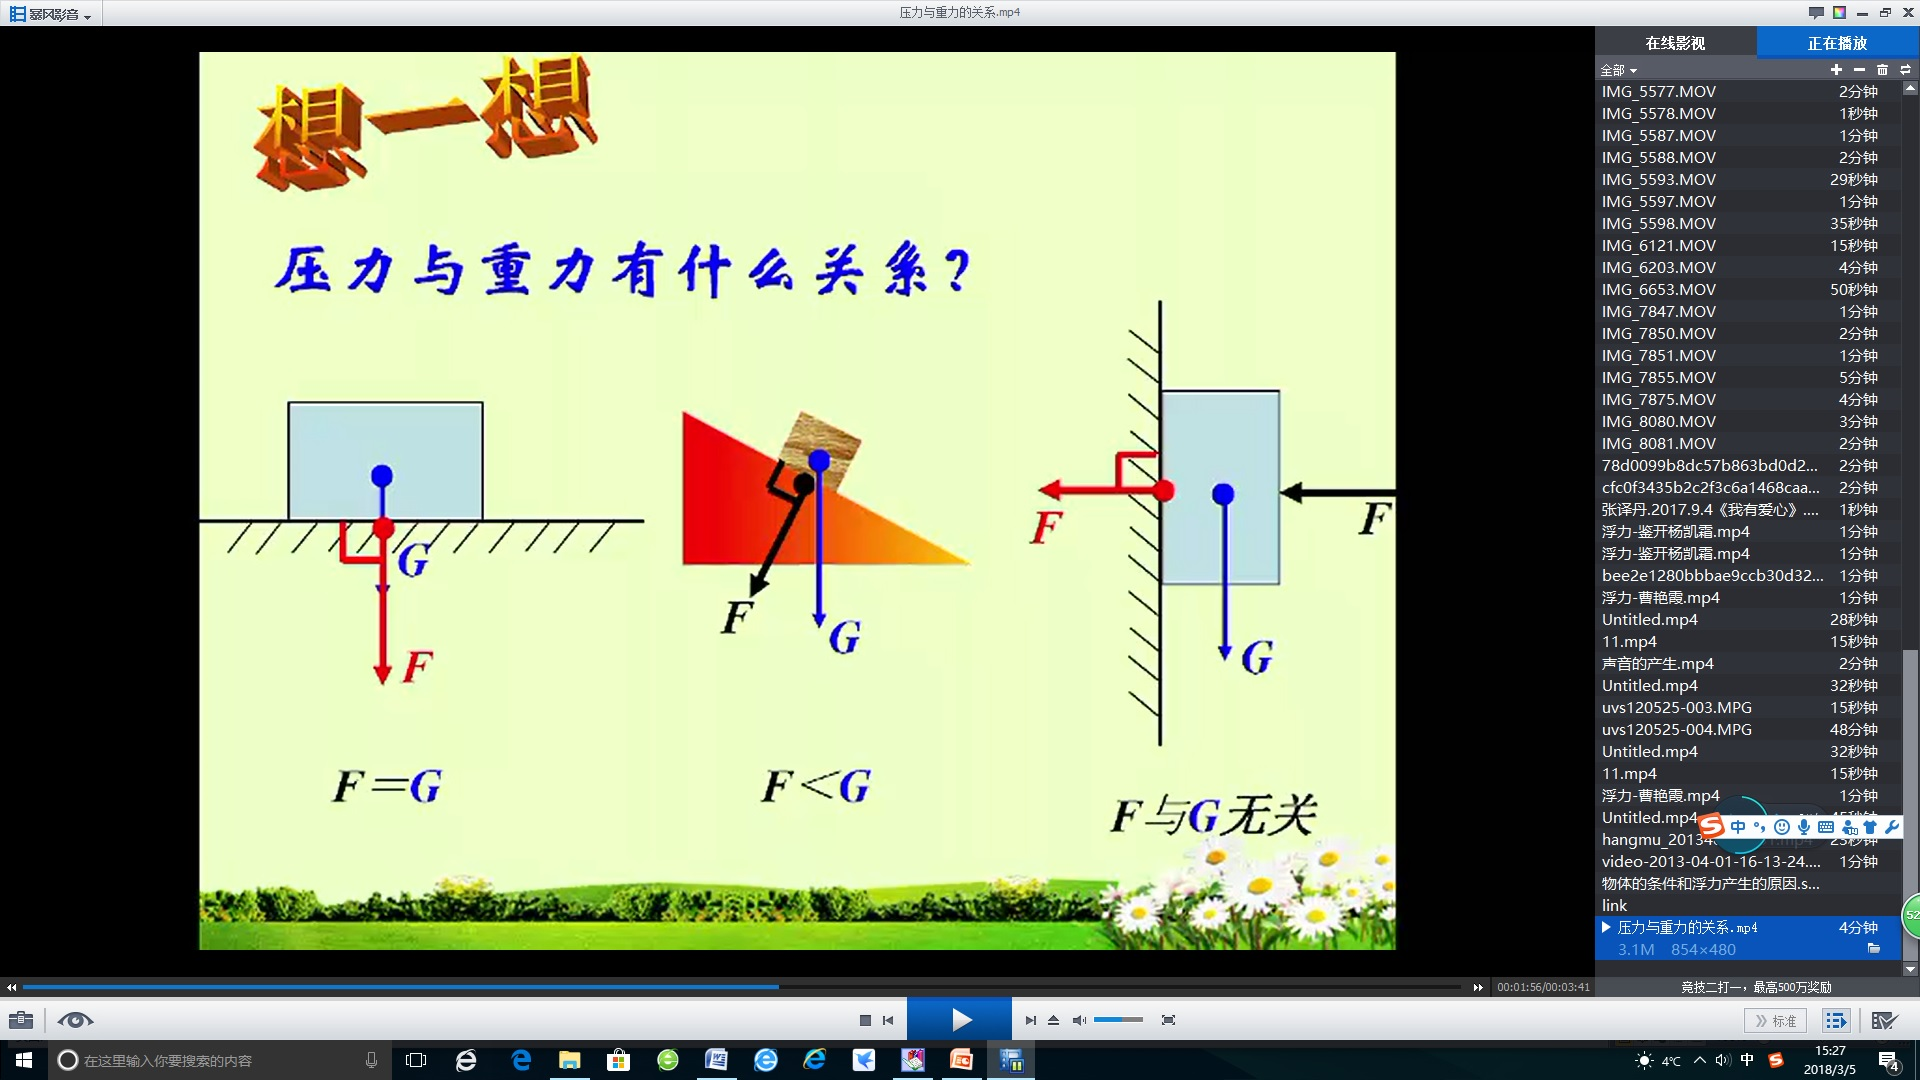 暴风影音
压力与重力的关系.mp4
想一想
压力与重力有什么关系?
G
F
F
G
F
F
G
F=G
F<G
F与G无关
在线影视
正在播放
全部
IMG_5577.MOV 2分钟
IMG_5578.MOV 1秒钟
IMG_5587.MOV 1分钟
IMG_5588.MOV 2分钟
IMG_5593.MOV 29秒钟
IMG_5597.MOV 1分钟
IMG_5598.MOV 35秒钟
IMG_6121.MOV 15秒钟
IMG_6203.MOV 4分钟
IMG_6653.MOV 50秒钟
IMG_7847.MOV 1分钟
IMG_7850.MOV 2分钟
IMG_7851.MOV 1分钟
IMG_7855.MOV 5分钟
IMG_7875.MOV 4分钟
IMG_8080.MOV 3分钟
IMG_8081.MOV 2分钟
78d0099b8dc57b863bd0d2... 2分钟
cfc0f3435b2c2f3c6a1468caa... 2分钟
张译丹.2017.9.4《我有爱心》.... 1秒钟
浮力-鉴开杨凯霜.mp4 1分钟
浮力-鉴开杨凯霜.mp4 1分钟
bee2e1280bbbae9ccb30d32... 1分钟
浮力-曹艳霞.mp4 1分钟
Untitled.mp4 28秒钟
11.mp4 15秒钟
声音的产生.mp4 2分钟
Untitled.mp4 32秒钟
uvs120525-003.MPG 15秒钟
uvs120525-004.MPG 48分钟
Untitled.mp4 32秒钟
11.mp4 15秒钟
浮力-曹艳霞.mp4 1分钟
Untitled.mp4
中
hangmu_2013
video-2013-04-01-16-13-24.... 1分钟
物体的条件和浮力产生的原因.s...
link
52
压力与重力的关系.mp4 4分钟
3.1M 854×480
00:01:56/00:03:41
竞技二打一，最高500万奖励
标准
在这里输入你要搜索的内容
4℃
中
15:27
2018/3/5
4